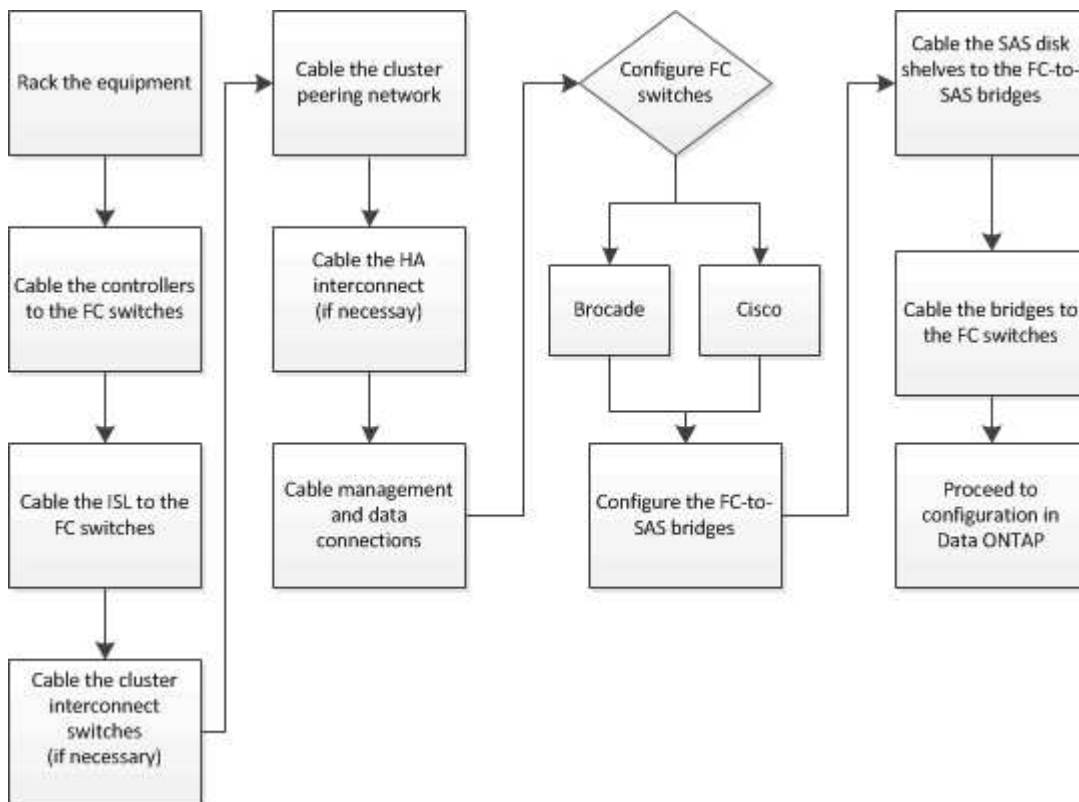 Rack the equipment
Cable the controllers
to the FC switches
Cable the ISL to the
FC switches
Cable the cluster
interconnect
switches
(if necessary)
Cable the cluster
peering network
Cable the HA
interconnect
(if necessay)
Cable management
and data
connections
Configure FC
switches
Brocade
Cisco
Configure the FC-to-
SAS bridges
Cable the SAS disk
shelves to the FC-to-
SAS bridges
Cable the bridges to
the FC switches
Proceed to
configuration in
Data ONTAP